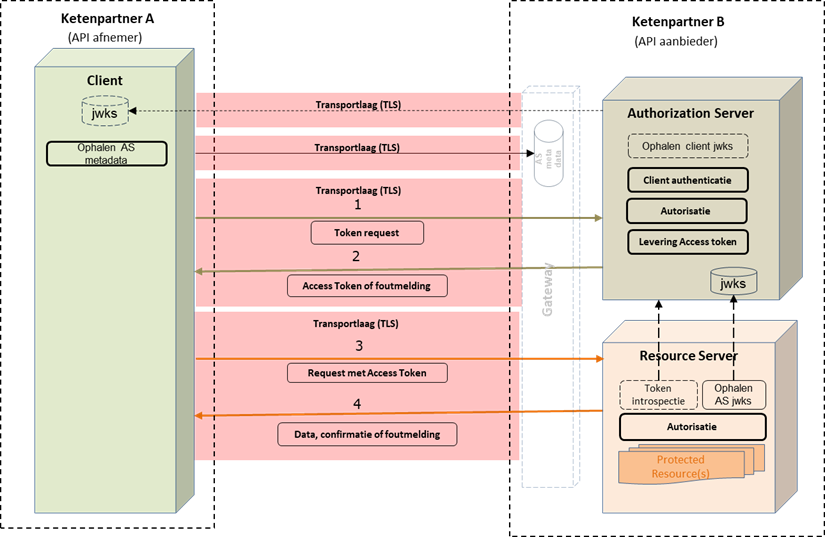 Ketenpartner A
(API afnemer)
Client
jwks
Ophalen AS
metadata
Transportlaag (TLS)
Transportlaag (TLS)
Transportlaag (TLS)
1
Token request
2
Access Token of foutmelding
Transportlaag (TLS)
3
Request met Access Token
4
Data, confirmatie of foutmelding
AS
meta
data
Gateway
Ketenpartner B
(API aanbieder)
Authorization Server
Ophalen client jwks
Client authenticatie
Autorisatie
Levering Access token
jwks
Resource Server
Token
introspectie
Ophalen
AS jwks
Autorisatie
Protected
Resource(s)